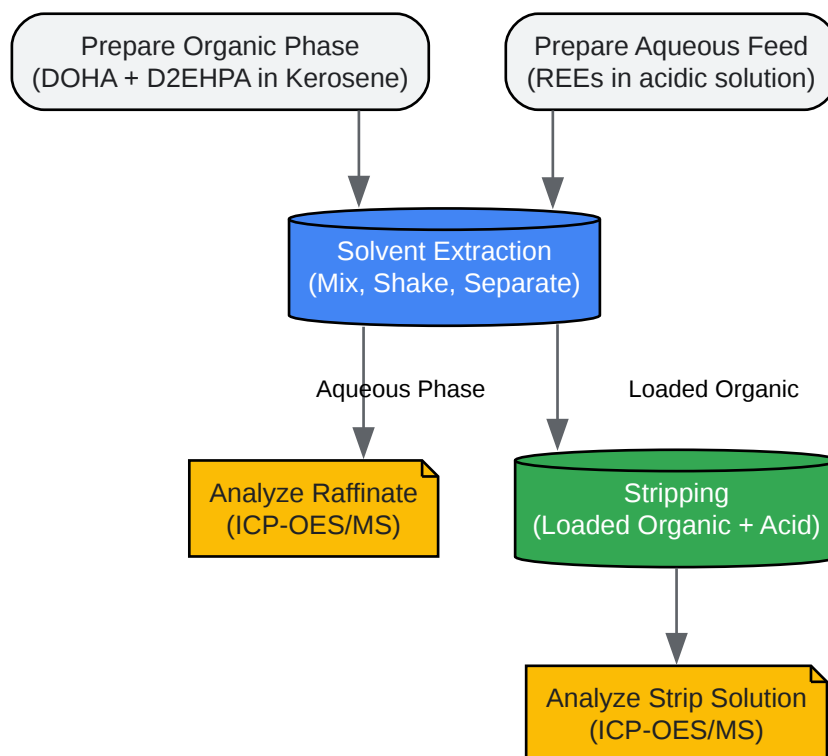 Prepare Organic Phase
(DOHA + D2EHPA in Kerosene)
Prepare Aqueous Feed
(REEs in acidic solution)
Solvent Extraction
(Mix, Shake, Separate)
Aqueous Phase
Loaded Organic
Analyze Raffinate
(ICP-OES/MS)
Stripping
(Loaded Organic + Acid)
Analyze Strip Solution
(ICP-OES/MS)